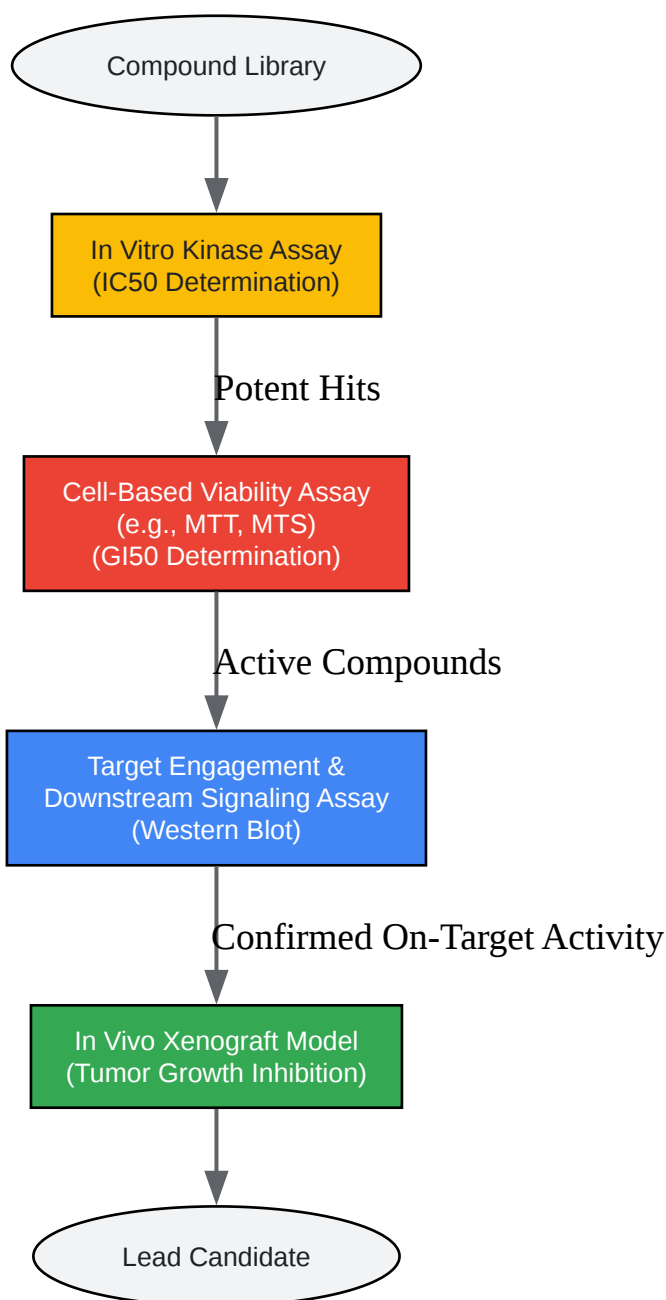 Compound Library
In Vitro Kinase Assay
(IC50 Determination)
Potent Hits
Cell-Based Viability Assay
(e.g., MTT, MTS)
(GI50 Determination)
Active Compounds
Target Engagement &
Downstream Signaling Assay
(Western Blot)
Confirmed On-Target Activity
In Vivo Xenograft Model
(Tumor Growth Inhibition)
Lead Candidate